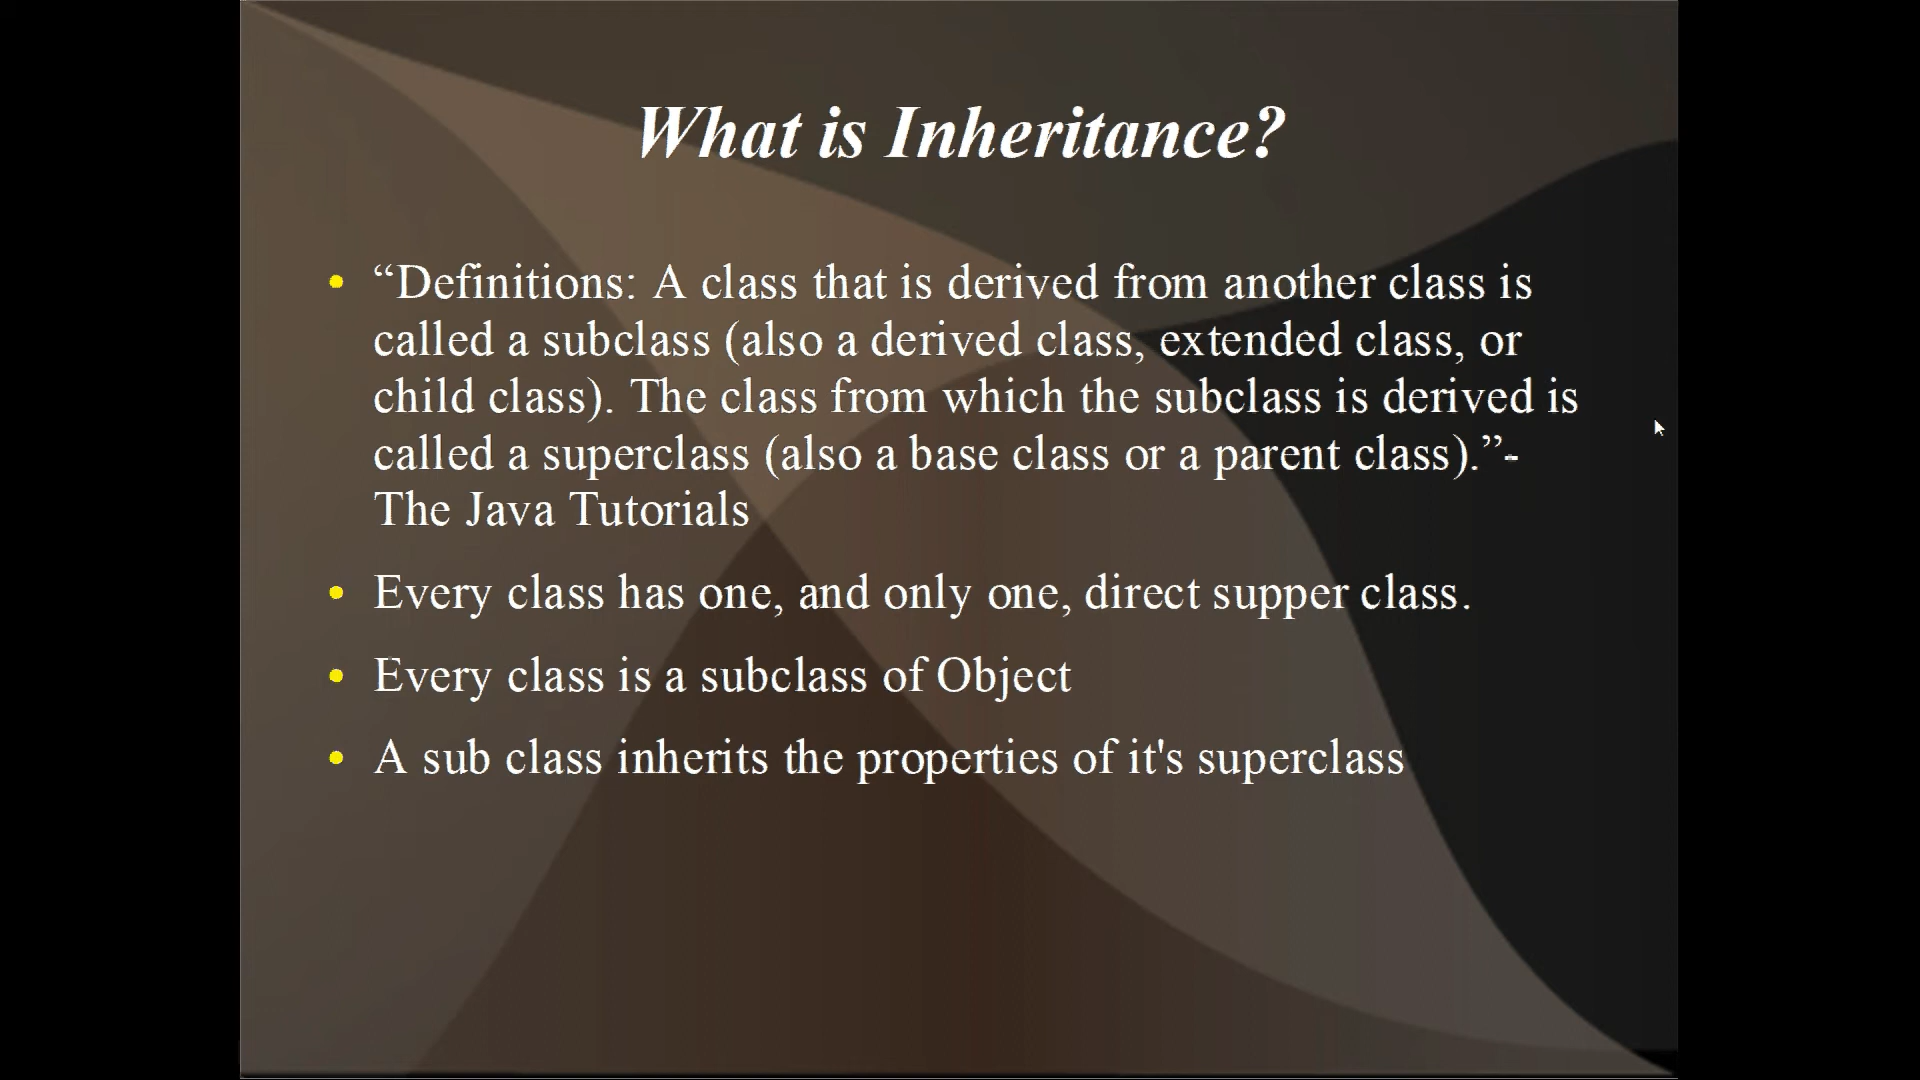 What is Inheritance?
• “Definitions: A class that is derived from another class is
called a subclass (also a derived class, extended class, or
child class). The class from which the subclass is derived is
called a superclass (also a base class or a parent class).”-
The Java Tutorials
• Every class has one, and only one, direct supper class.
• Every class is a subclass of Object
• A sub class inherits the properties of it's superclass